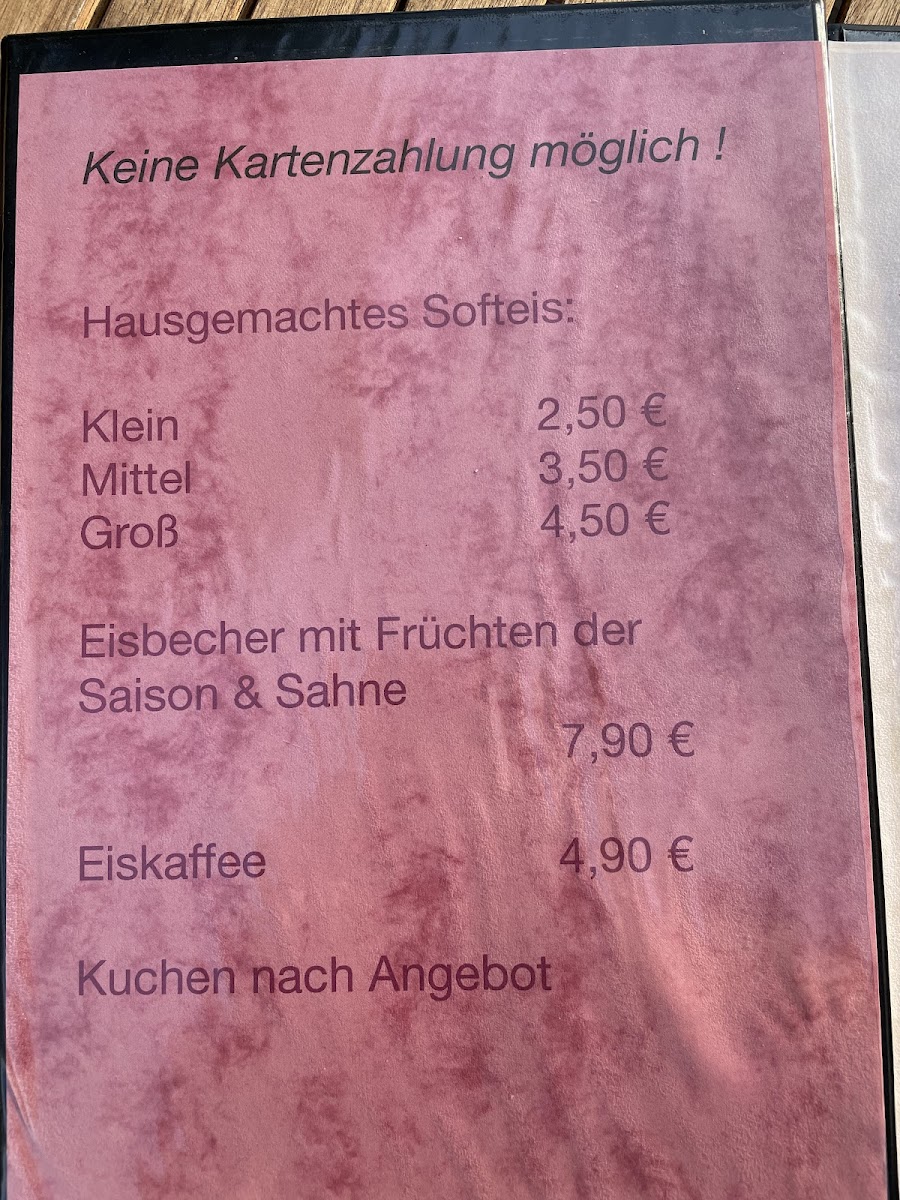 Keine Kartenzahlung möglich !
Hausgemachtes Softeis:
Klein 2,50 €
Mittel 3,50 €
Groß 4,50 €
Eisbecher mit Früchten der
Saison & Sahne
7,90 €
Eiskaffee 4,90 €
Kuchen nach Angebot